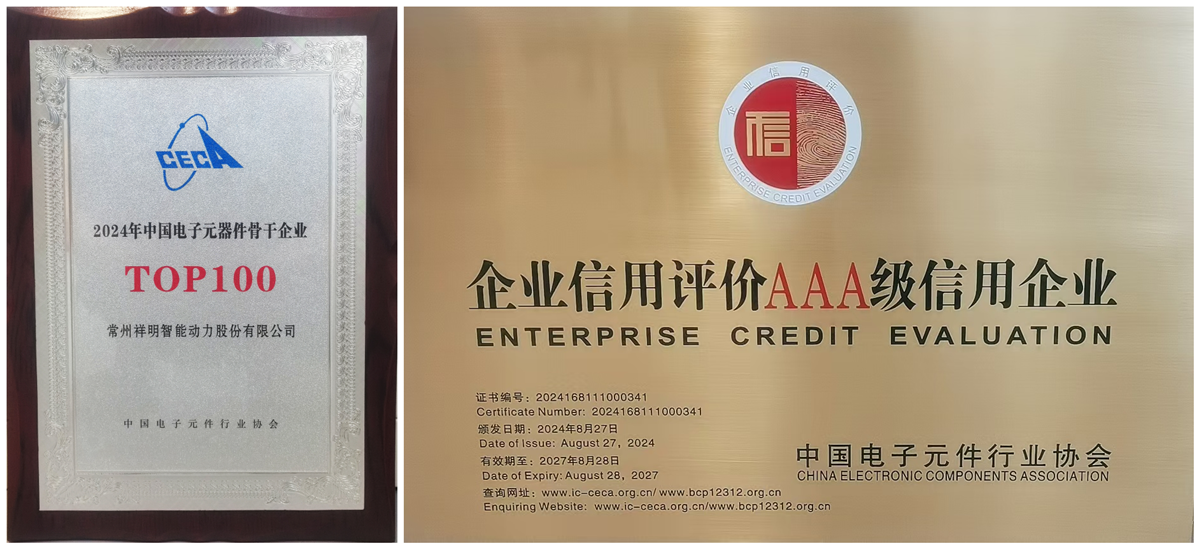 CECA
2024年中国电子元器件骨干企业
TOP100
常州祥明智能动力股份有限公司
中国电子元件行业协会
企业信用评价
信
ENTERPRISE CREDIT EVALUATION
企业信用评价AAA级信用企业
ENTERPRISE CREDIT EVALUATION
证书编号：2024168111000341
Certificate Number: 2024168111000341
颁发日期：2024年8月27日
Date of Issue: August 27, 2024
有效期至：2027年8月28日
Date of Expiry: August 28, 2027
查询网址：www.ic-ceca.org.cn/ www.bcp12312.org.cn
Enquiring Website: www.ic-ceca.org.cn/www.bcp12312.org.cn
中国电子元件行业协会
CHINA ELECTRONIC COMPONENTS ASSOCIATION